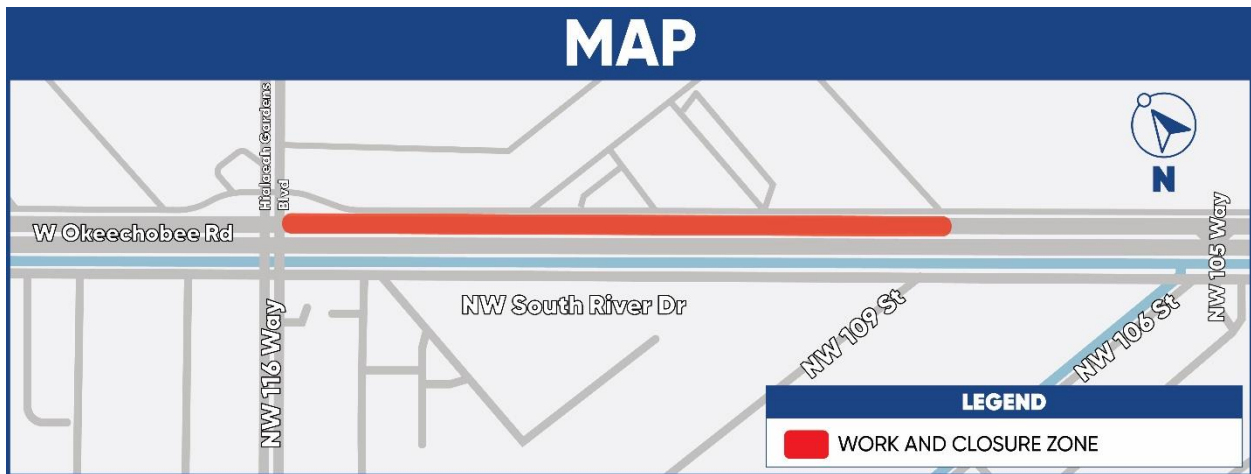 MAP
Hialaeah Gardens
Blvd
N
W Okeechobee Rd
NW 105 Way
NW South River Dr
NW 109 St
NW 106 St
NW 116 Way
LEGEND
WORK AND CLOSURE ZONE